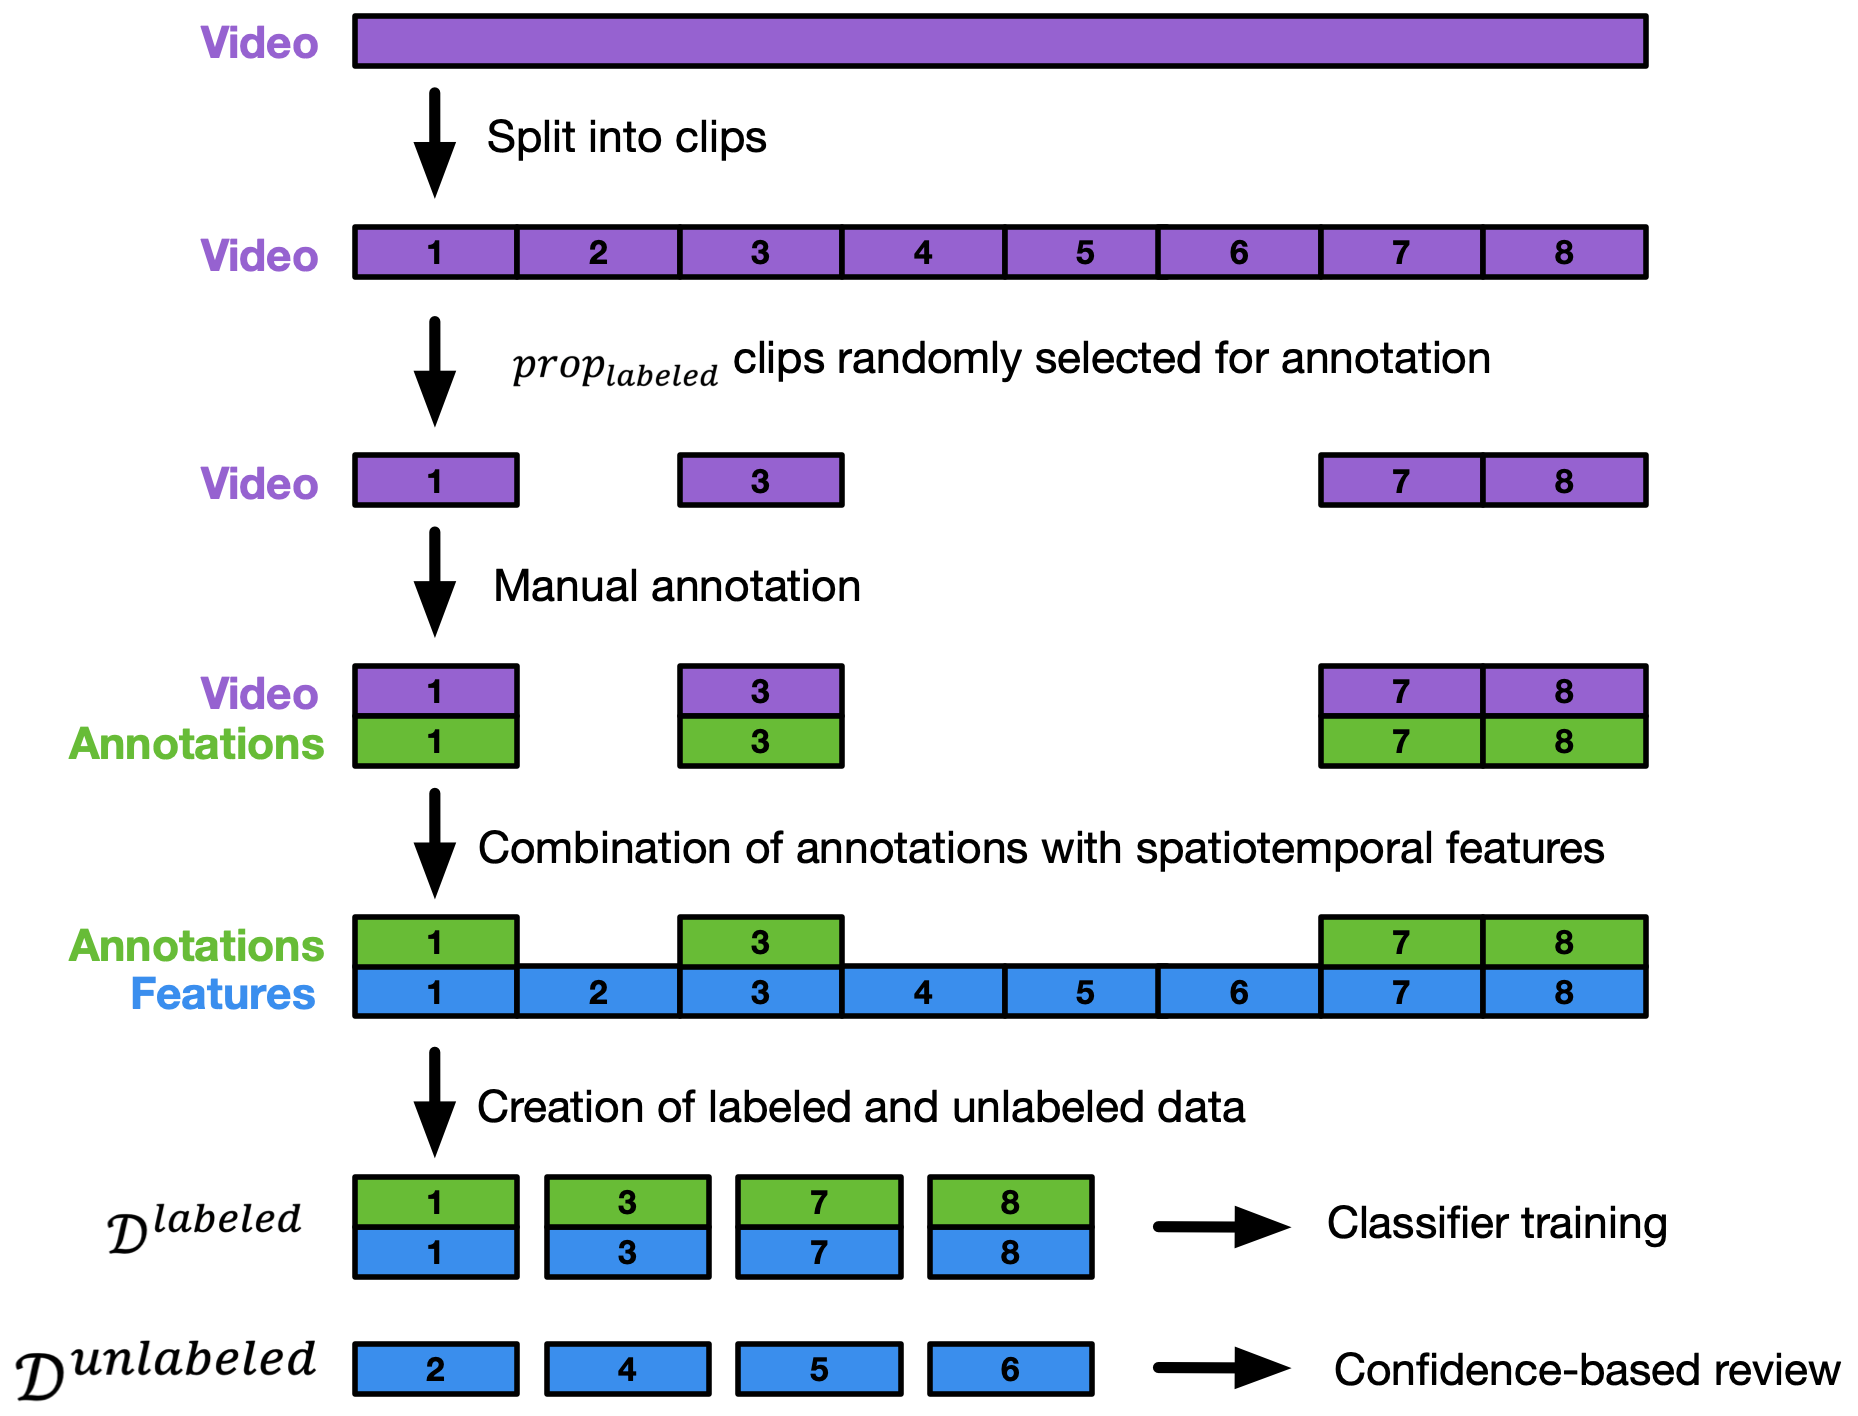 Video
Split into clips
Video 1 2 3 4 5 6 7 8
prop_labeled clips randomly selected for annotation
Video 1 3 7 8
Manual annotation
Video 1 3 7 8
Annotations 1 3 7 8
Combination of annotations with spatiotemporal features
Annotations 1 3 7 8
Features 1 2 3 4 5 6 7 8
Creation of labeled and unlabeled data
1 3 7 8
𝒟^labeled Classifier training
1 3 7 8
𝒟^unlabeled 2 4 5 6 Confidence-based review